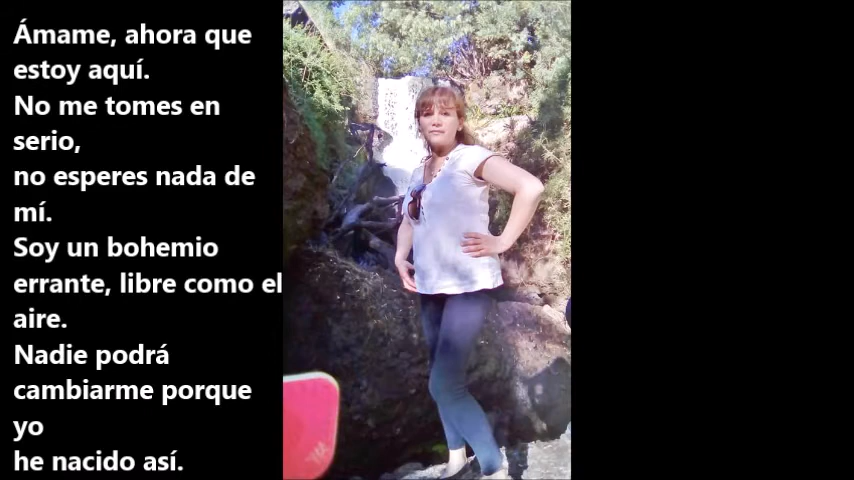 Ámame, ahora que
estoy aquí.
No me tomes en
serio,
no esperes nada de
mí.
Soy un bohemio
errante, libre como el
aire.
Nadie podrá
cambiarme porque
yo
he nacido así.